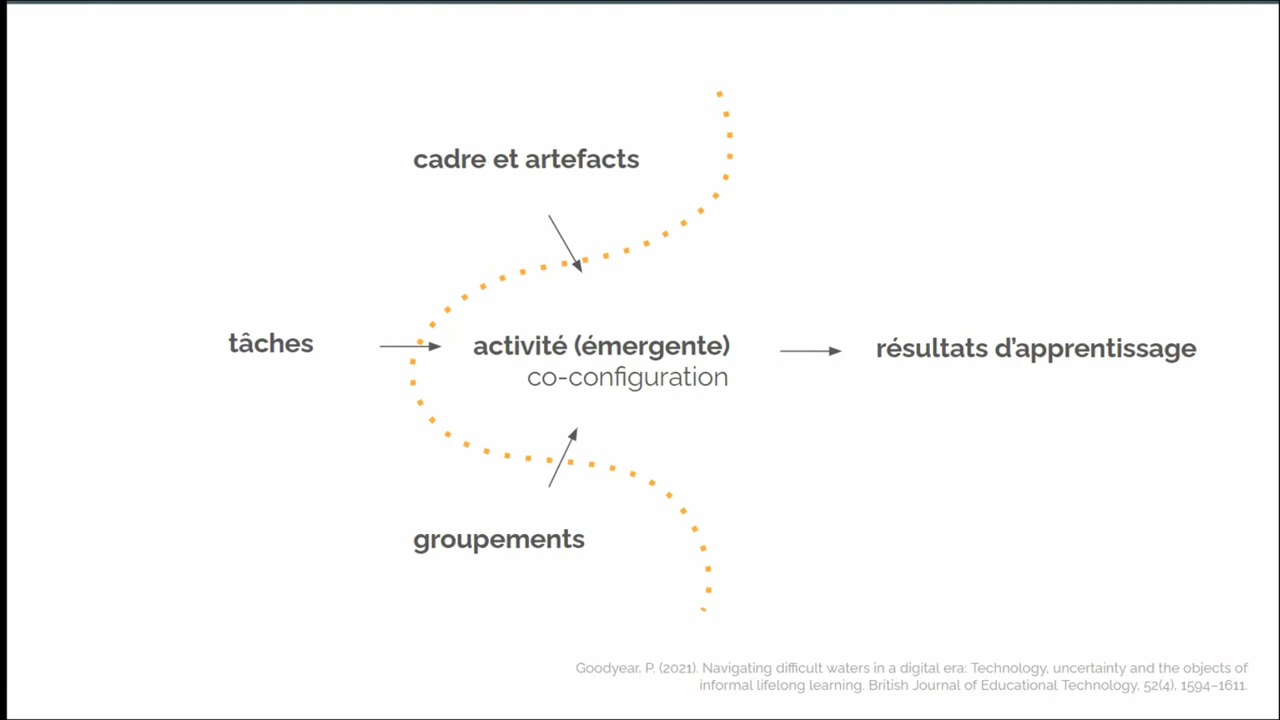 cadre et artefacts
tâches
activité (émergente)
co-configuration
résultats d’apprentissage
groupements
Goodyear, P. (2021). Navigating difficult waters in a digital era: Technology, uncertainty and the objects of
informal lifelong learning. British Journal of Educational Technology, 52(4), 1594–1611.